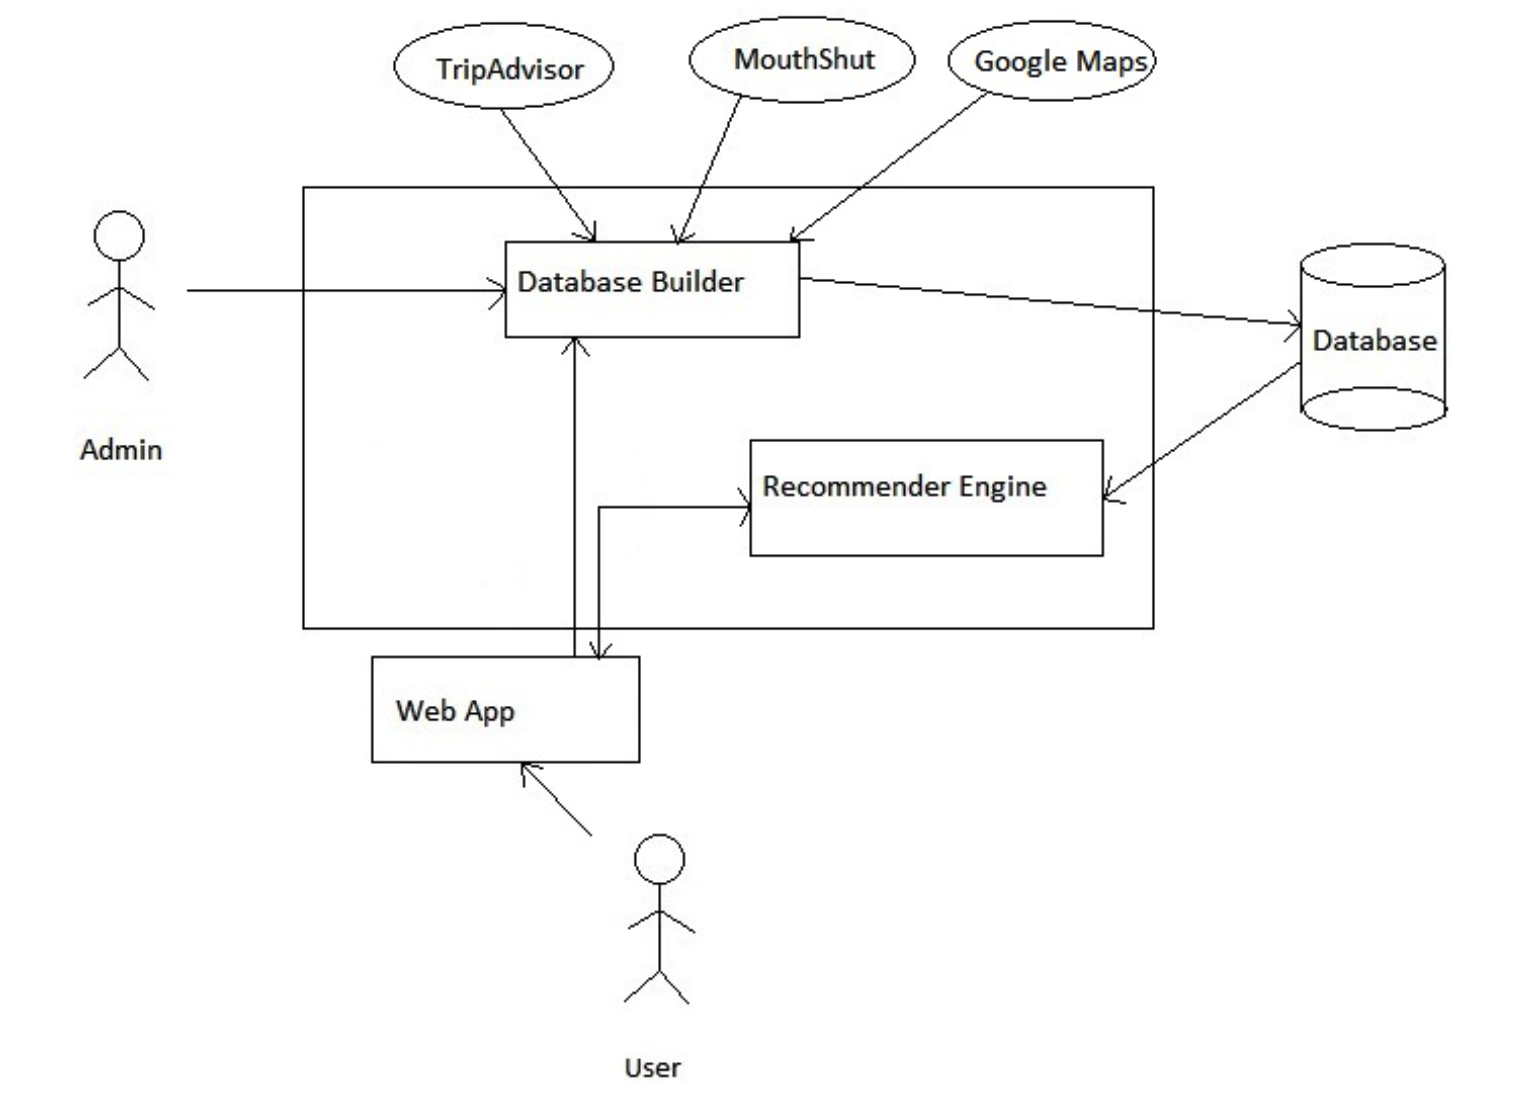 TripAdvisor
MouthShut
Google Maps
Database Builder
Database
Admin
Recommender Engine
Web App
User